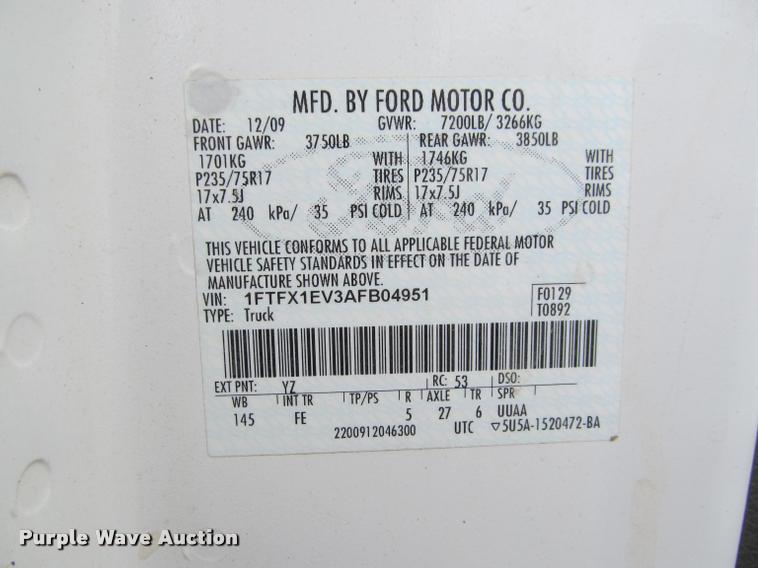 MFD. BY FORD MOTOR CO.
DATE: 12/09 GVWR: 7200LB/ 3266KG
FRONT GAWR: 3750LB REAR GAWR: 3850LB
1701KG WITH 1746KG WITH
P235/75R17 TIRES P235/75R17 TIRES
17x7.5J RIMS 17x7.5J RIMS
AT 240 kPa/ 35 PSI COLD AT 240 kPa/ 35 PSI COLD
THIS VEHICLE CONFORMS TO ALL APPLICABLE FEDERAL MOTOR
VEHICLE SAFETY STANDARDS IN EFFECT ON THE DATE OF
MANUFACTURE SHOWN ABOVE.
VIN: 1FTFX1EV3AFB04951 F0129
TYPE: Truck T0892
EXT PNT: YZ RC: 53 DSO:
WB INT TR TP/PS R AXLE TR SPR
145 FE 5 27 6 UUAA
2200912046300 UTC ▽5U5A-1520472-BA
Purple Wave Auction